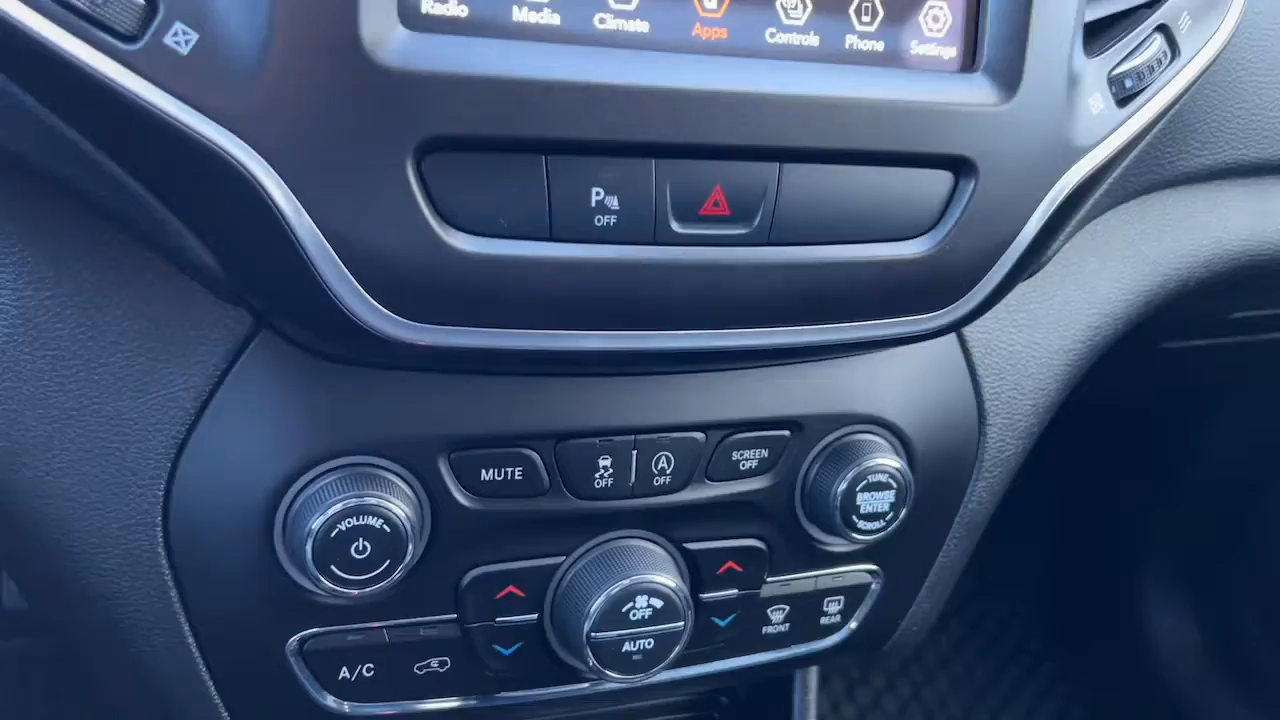 Radio
Media
Climate
Apps
Controls
Phone
Settings
P
OFF
MUTE
OFF
A
OFF
SCREEN
OFF
VOLUME
TUNE
BROWSE
ENTER
SCROLL
OFF
AUTO
A/C
FRONT
REAR